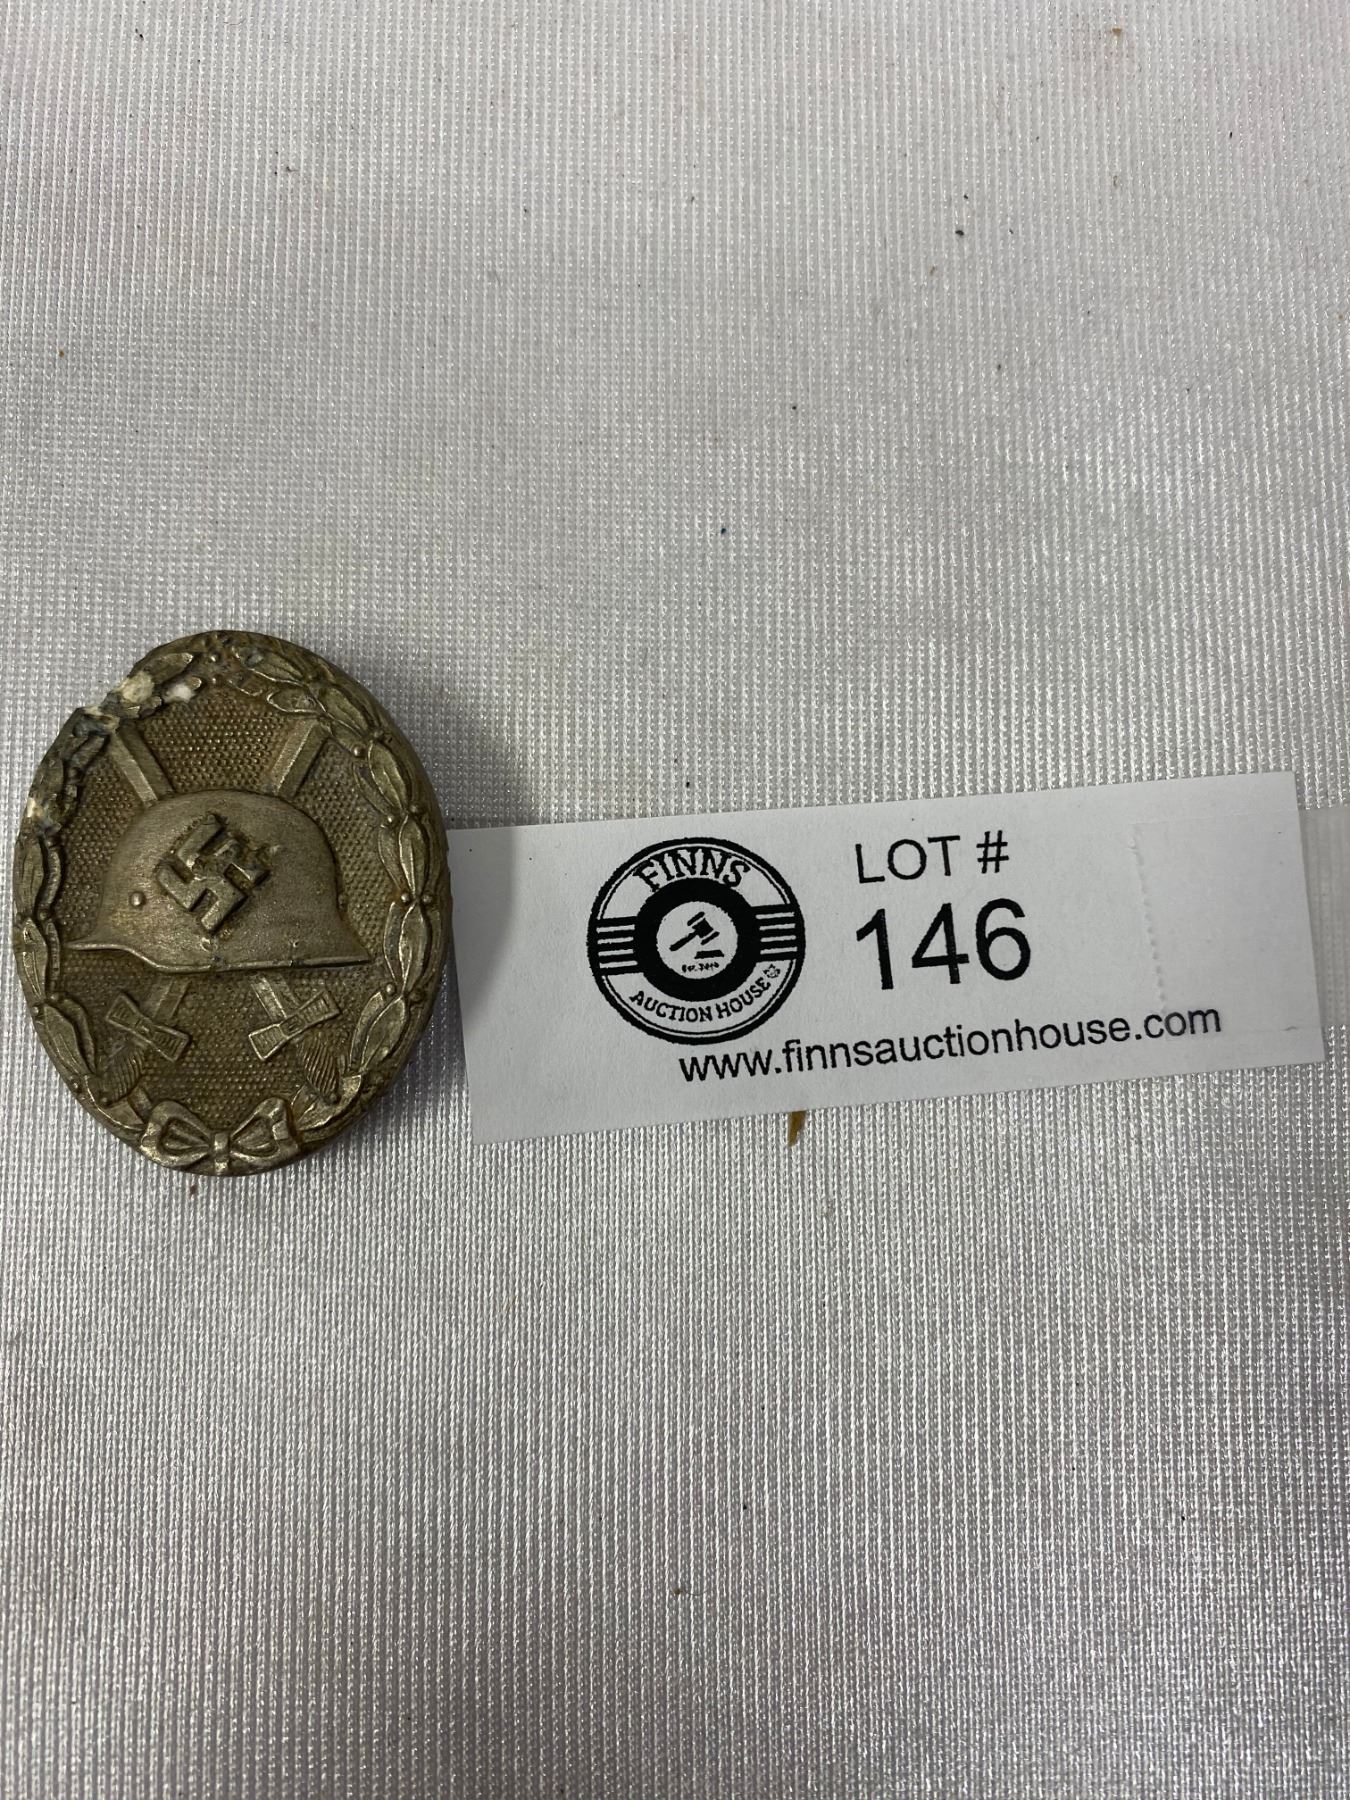 FINNS
AUCTION HOUSE
LOT #
146
www.finnsauctionhouse.com